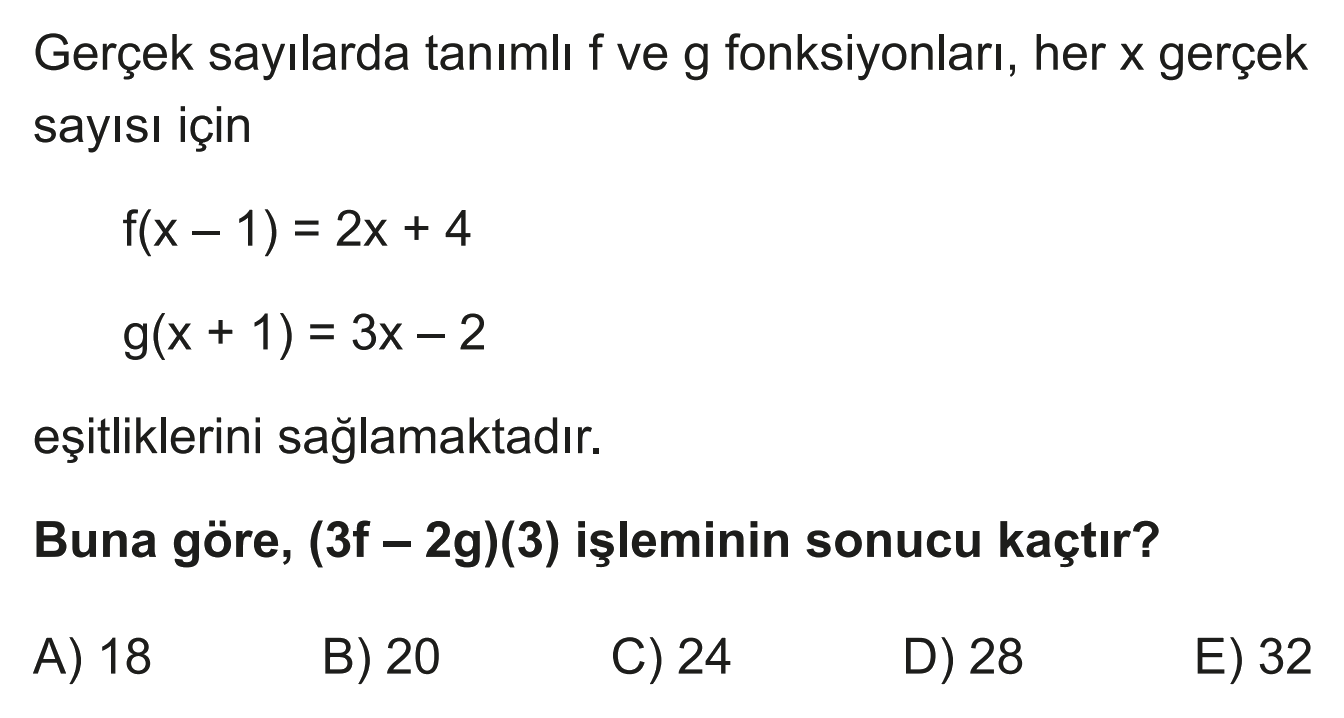 Gerçek sayılarda tanımlı f ve g fonksiyonları, her x gerçek
sayısı için
f(x – 1) = 2x + 4
g(x + 1) = 3x – 2
eşitliklerini sağlamaktadır.
Buna göre, (3f – 2g)(3) işleminin sonucu kaçtır?
A) 18 B) 20 C) 24 D) 28 E) 32